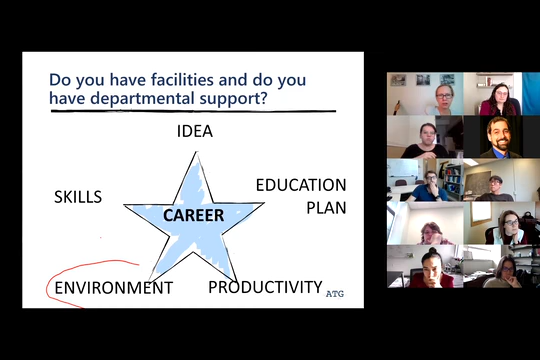 Do you have facilities and do you
have departmental support?
IDEA
SKILLS
EDUCATION
PLAN
CAREER
ENVIRONMENT
PRODUCTIVITY
ATG